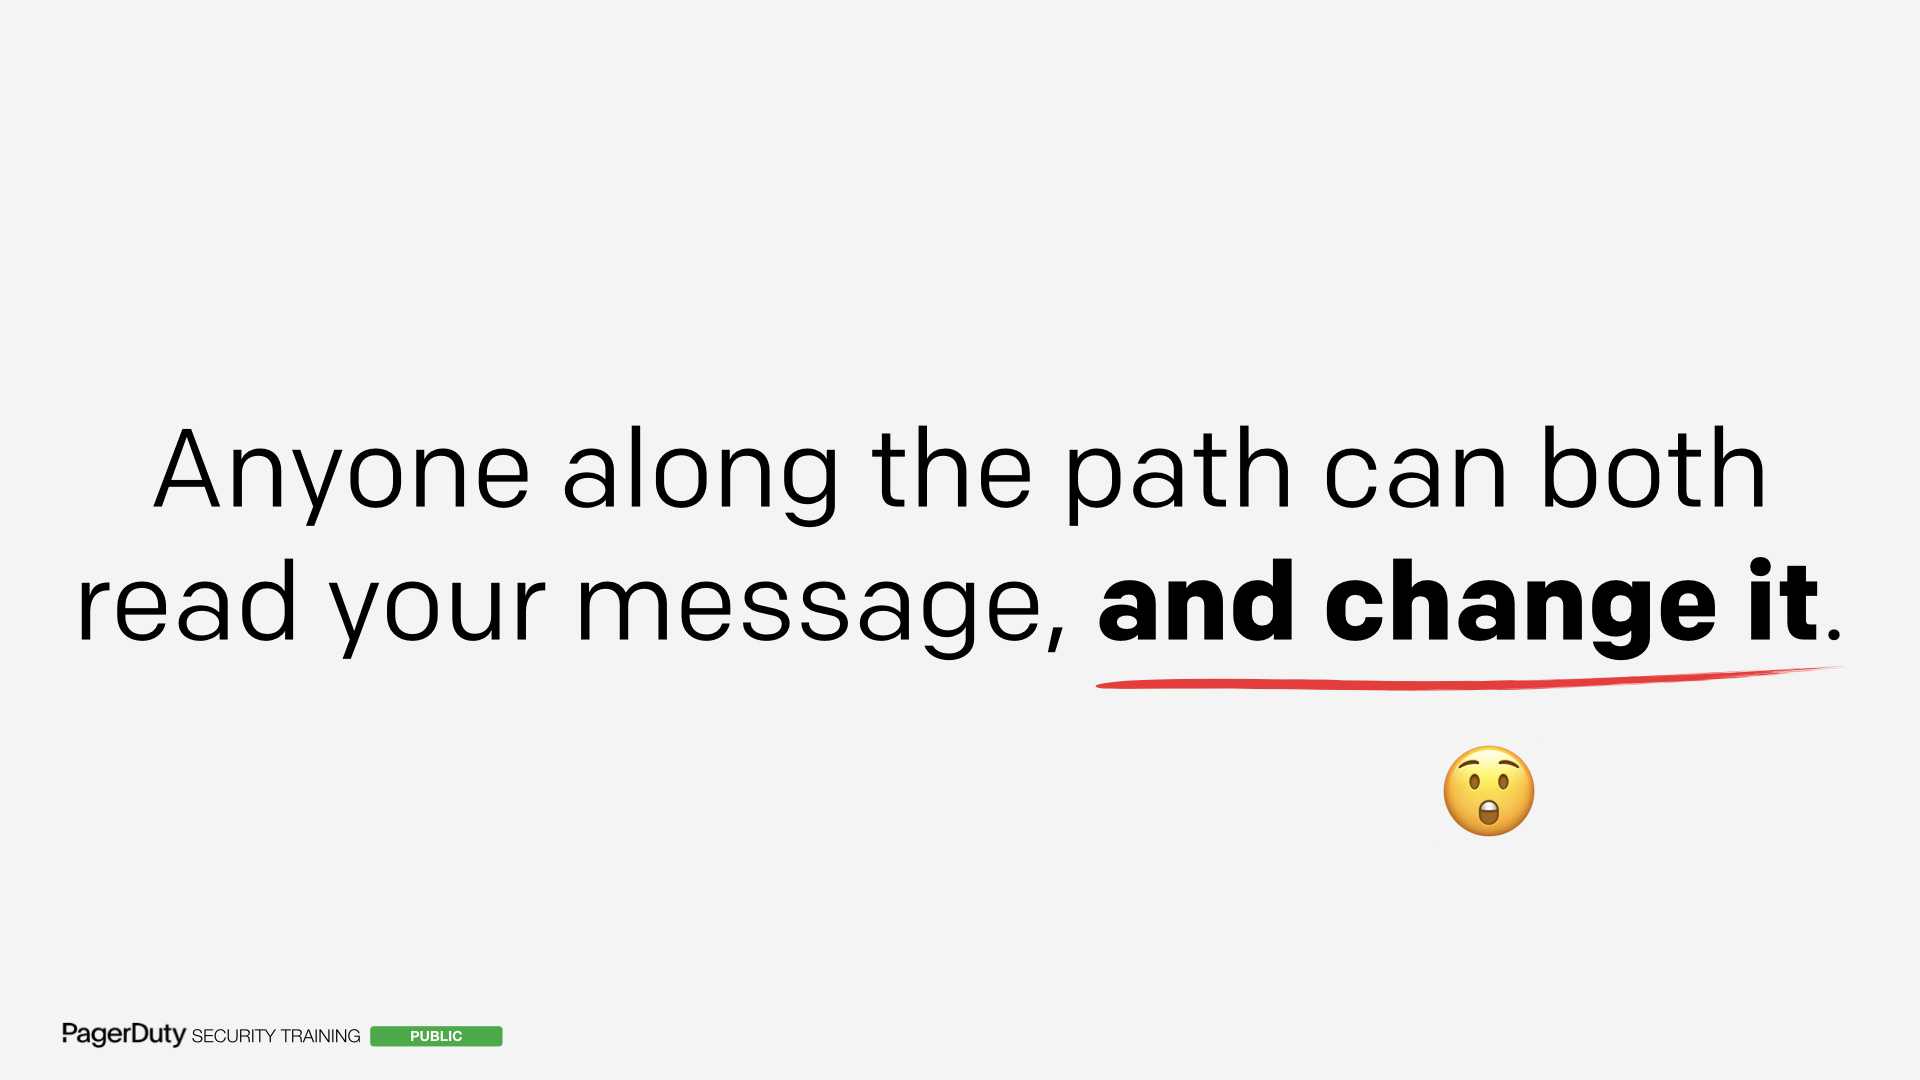 Anyone along the path can both
read your message, and change it.
PagerDuty SECURITY TRAINING PUBLIC